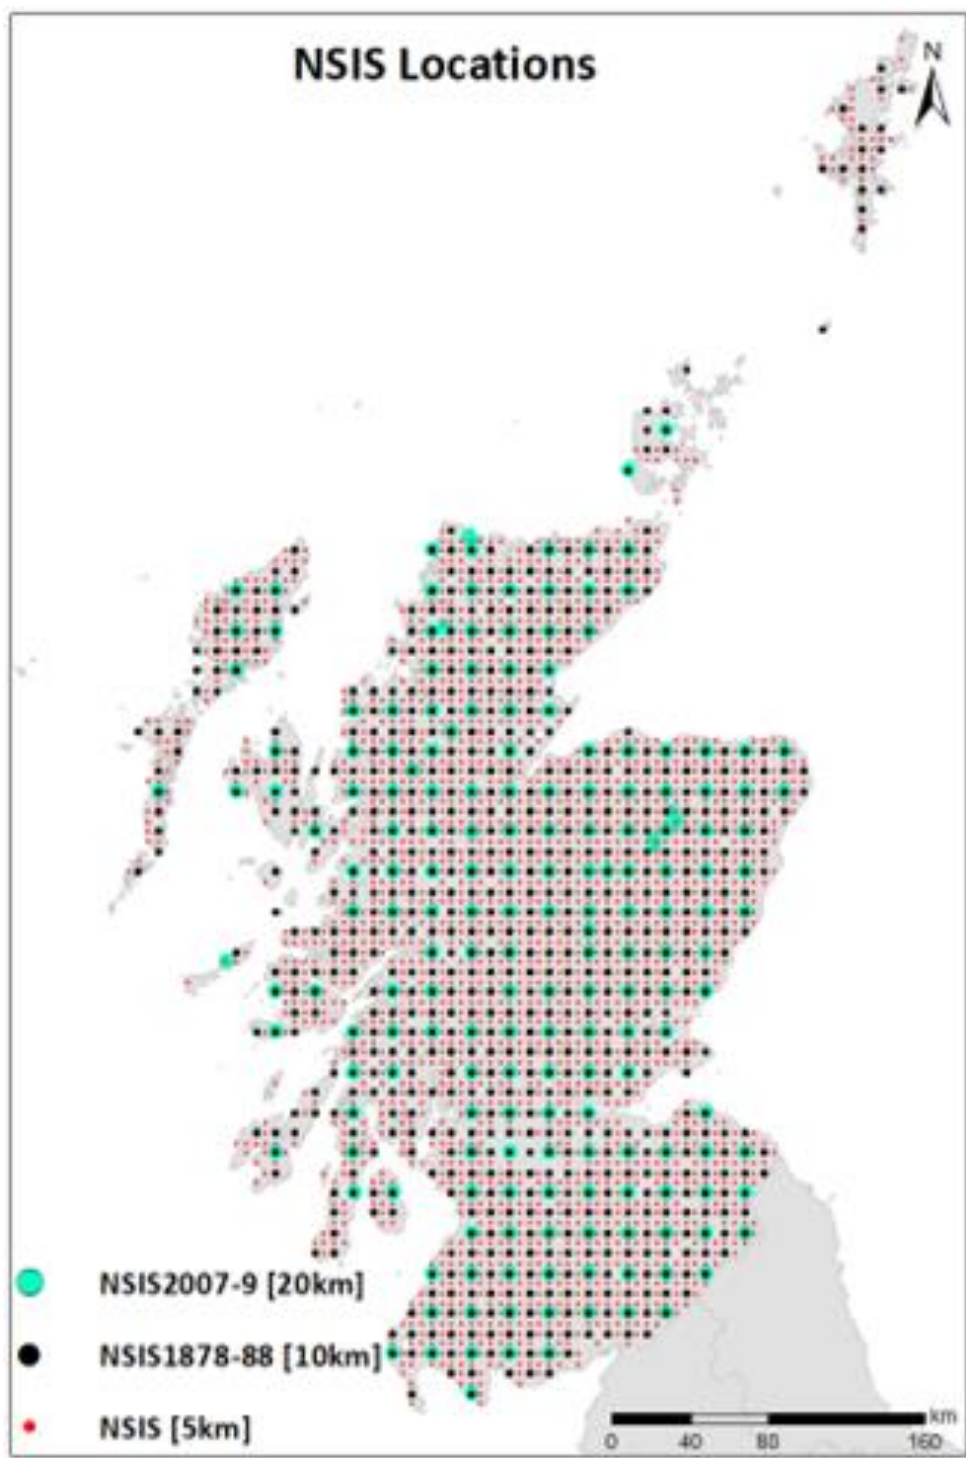 NSIS Locations
N
NSIS2007-9 [20km]
NSIS1878-88 [10km]
NSIS [5km]
km
0 40 80 160